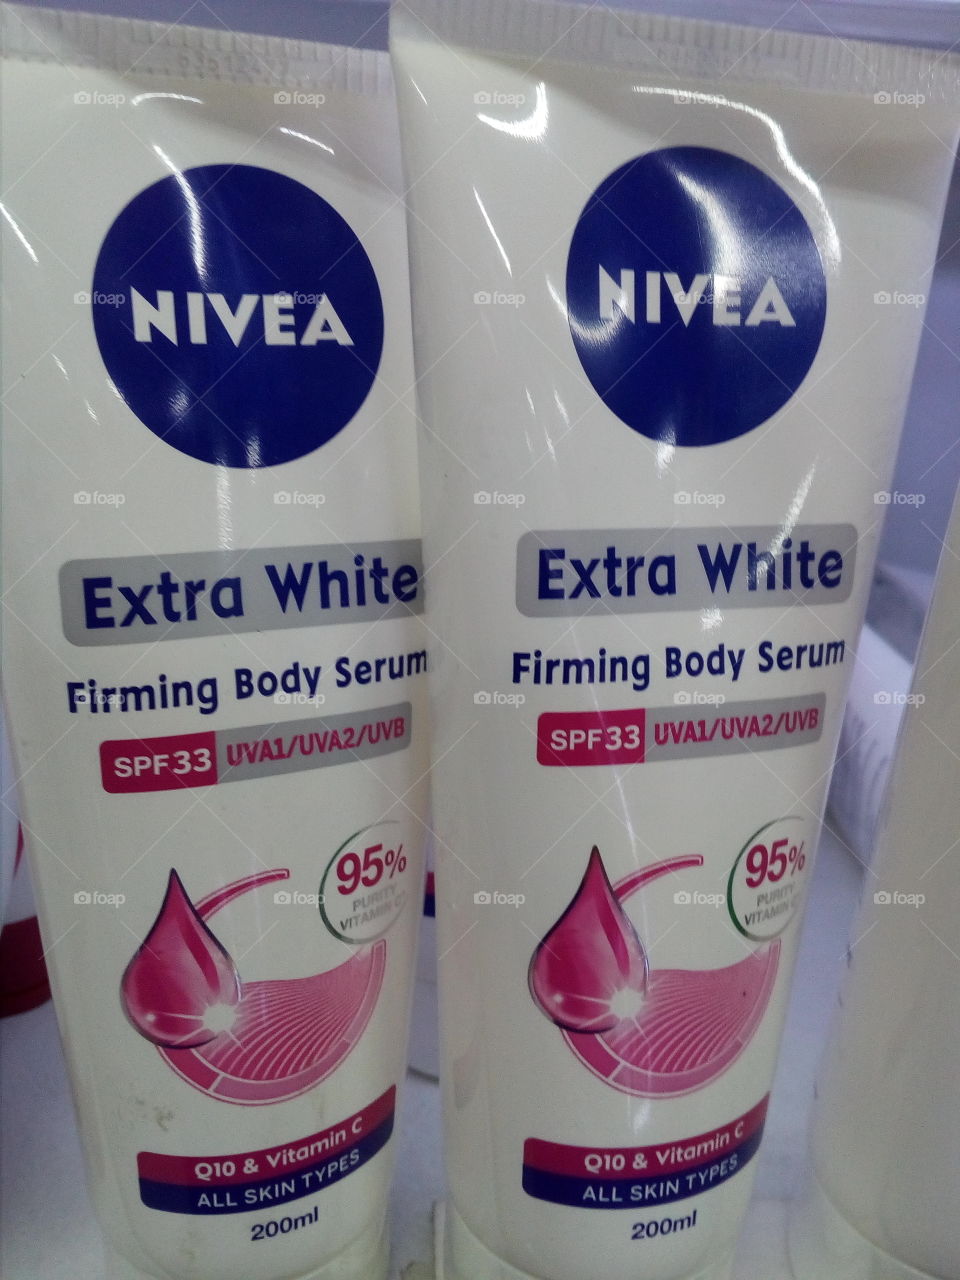 NIVEA
Extra White
Firming Body Serum
SPF33 UVA1/UVA2/UVB
95%
PURITY
VITAMIN C
Q10 & Vitamin C
ALL SKIN TYPES
200ml
NIVEA
Extra White
Firming Body Serum
SPF33 UVA1/UVA2/UVB
95%
PURITY
VITAMIN C
Q10 & Vitamin C
ALL SKIN TYPES
200ml
foap